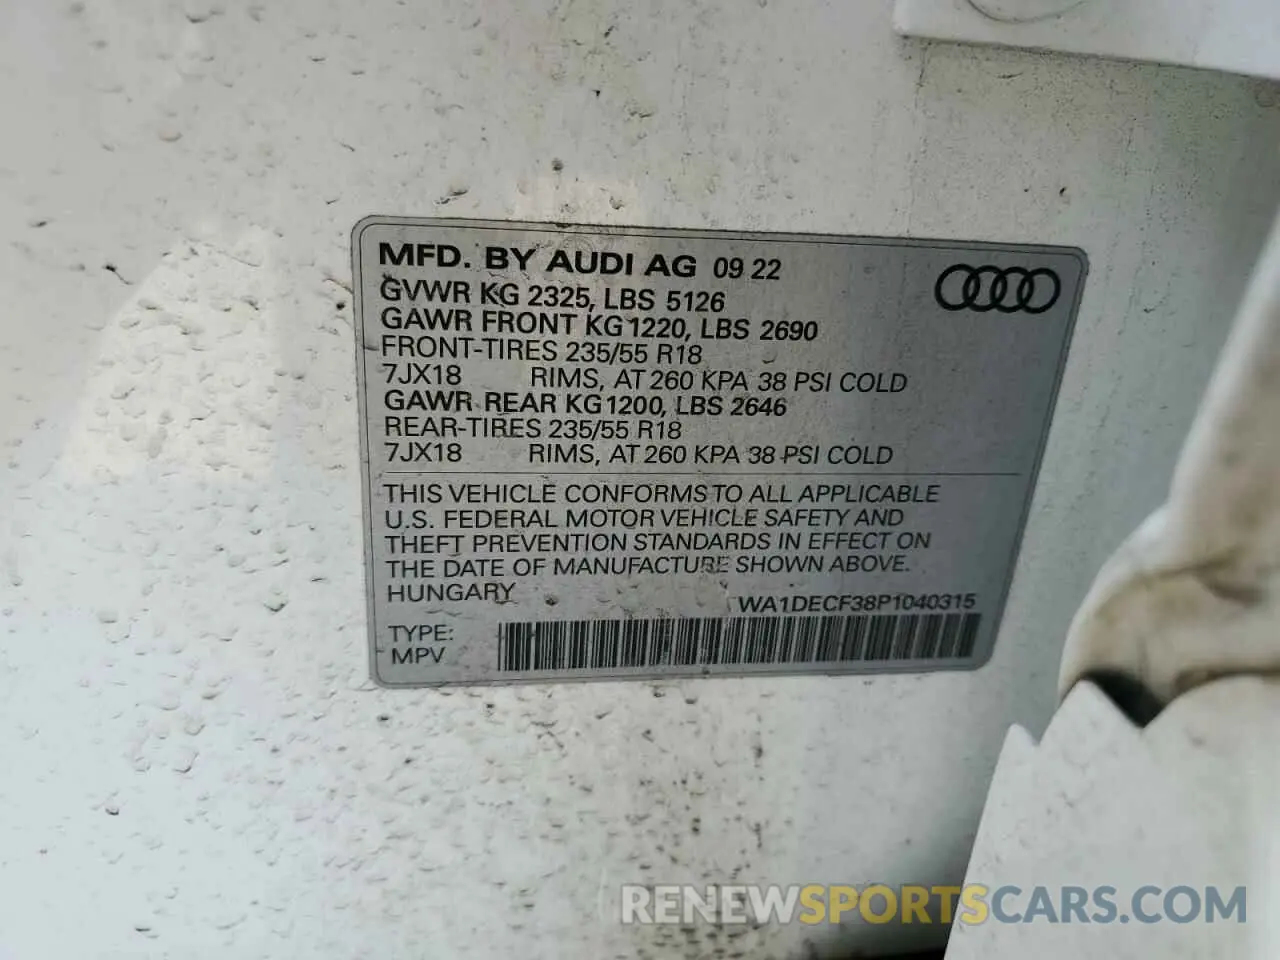 MFD. BY AUDI AG 09 22
GVWR KG 2325, LBS 5126
GAWR FRONT KG 1220, LBS 2690
FRONT-TIRES 235/55 R18
7JX18 RIMS, AT 260 KPA 38 PSI COLD
GAWR REAR KG 1200, LBS 2646
REAR-TIRES 235/55 R18
7JX18 RIMS, AT 260 KPA 38 PSI COLD
THIS VEHICLE CONFORMS TO ALL APPLICABLE
U.S. FEDERAL MOTOR VEHICLE SAFETY AND
THEFT PREVENTION STANDARDS IN EFFECT ON
THE DATE OF MANUFACTURE SHOWN ABOVE.
HUNGARY
WA1DECF38P1040315
TYPE:
MPV
RENEWSPORTSCARS.COM